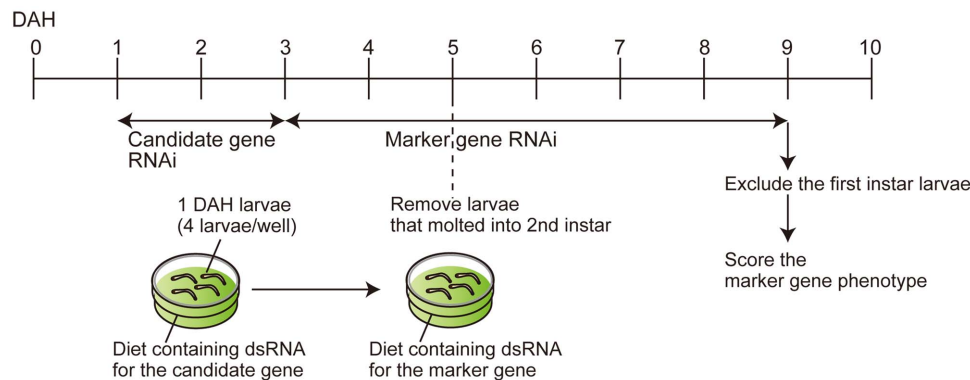 DAH
0 1 2 3 4 5 6 7 8 9 10
Candidate gene
RNAi
Marker gene RNAi
Exclude the first instar larvae
1 DAH larvae
(4 larvae/well)
Remove larvae
that molted into 2nd instar
Score the
marker gene phenotype
Diet containing dsRNA
for the candidate gene
Diet containing dsRNA
for the marker gene